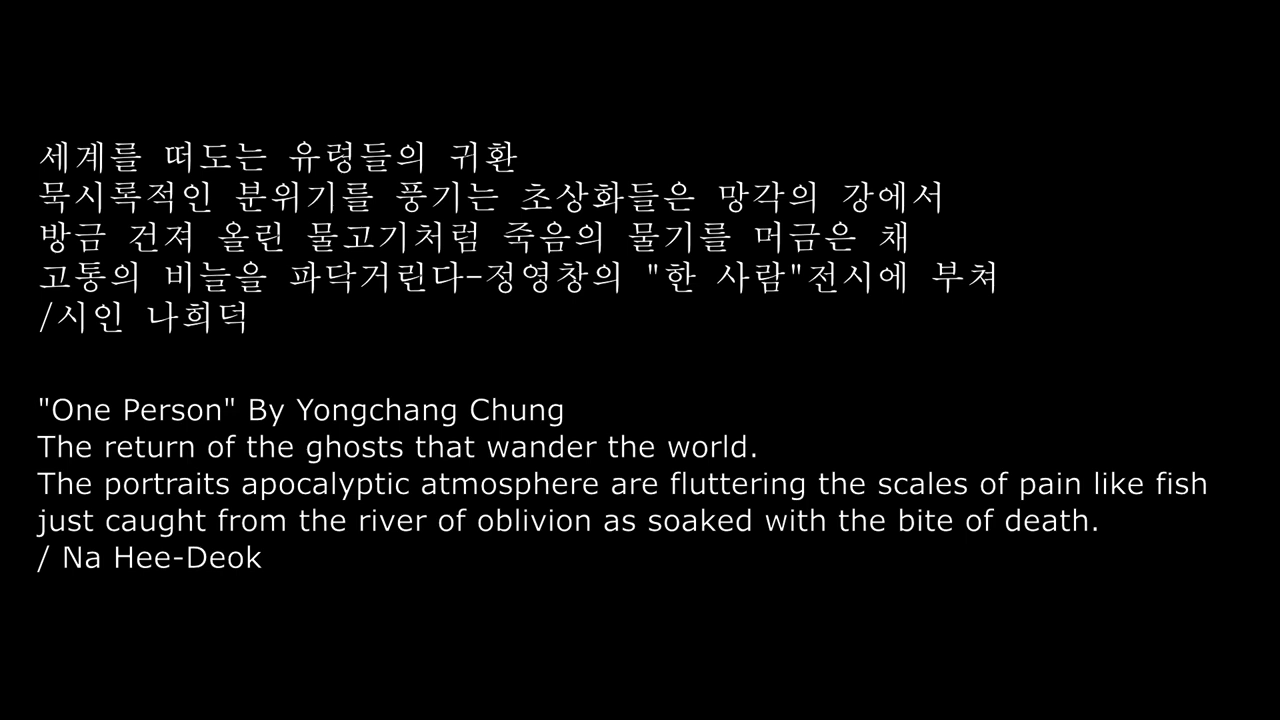 세계를 떠도는 유령들의 귀환
묵시록적인 분위기를 풍기는 초상화들은 망각의 강에서
방금 건져 올린 물고기처럼 죽음의 물기를 머금은 채
고통의 비늘을 파닥거린다-정영창의 "한 사람"전시에 부쳐
/시인 나희덕
"One Person" By Yongchang Chung
The return of the ghosts that wander the world.
The portraits apocalyptic atmosphere are fluttering the scales of pain like fish
just caught from the river of oblivion as soaked with the bite of death.
/ Na Hee-Deok